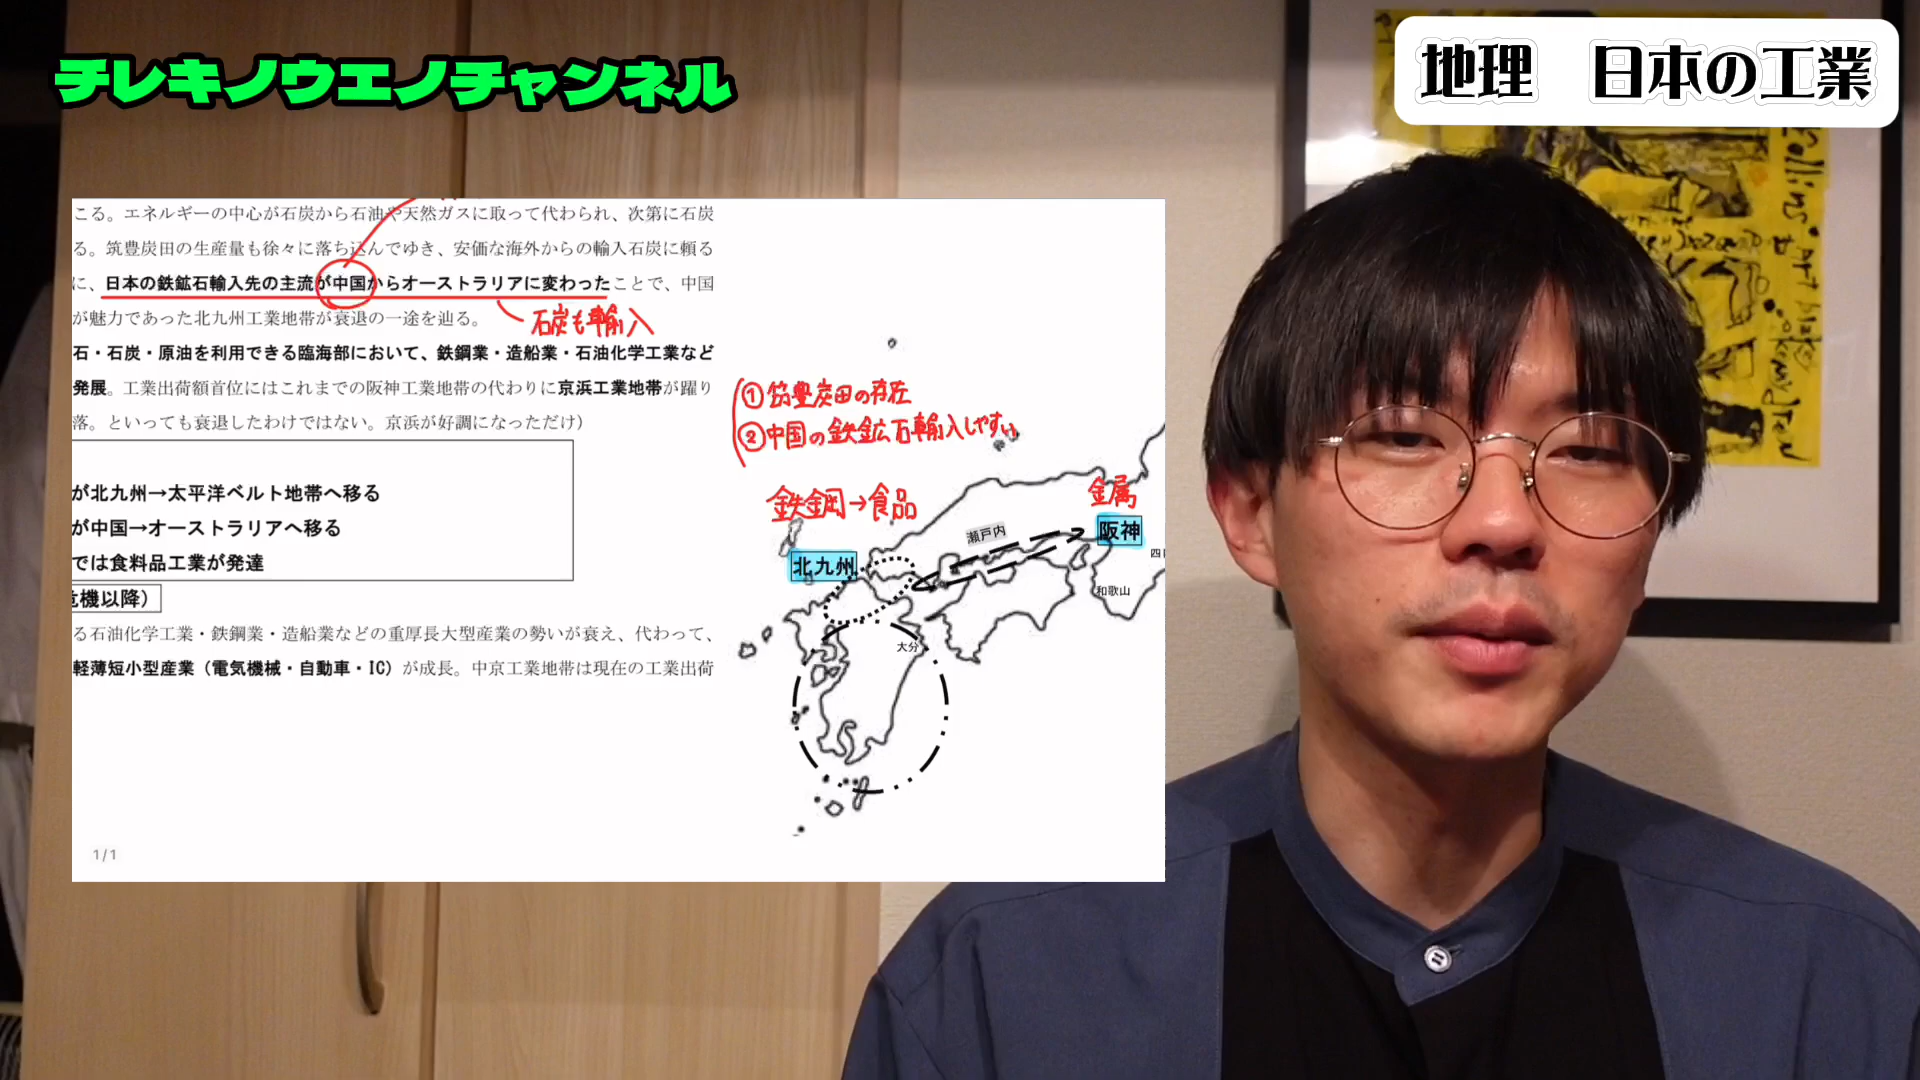 チレキノウエノチャンネル
地理 日本の工業
こる。エネルギーの中心が石炭から石油や天然ガスに取って代わられ、次第に石炭
る。筑豊炭田の生産量も徐々に落ち込んでゆき、安価な海外からの輸入石炭に頼る
に、日本の鉄鉱石輸入先の主流が中国からオーストラリアに変わったことで、中国
が魅力であった北九州工業地帯が衰退の一途を辿る。
石炭も輸入
石・石炭・原油を利用できる臨海部において、鉄鋼業・造船業・石油化学工業など
発展。工業出荷額首位にはこれまでの阪神工業地帯の代わりに京浜工業地帯が躍り
落。といっても衰退したわけではない。京浜が好調になっただけ）
が北九州→太平洋ベルト地帯へ移る
が中国→オーストラリアへ移る
では食料品工業が発達
危機以降）
る石油化学工業・鉄鋼業・造船業などの重厚長大型産業の勢いが衰え、代わって、
軽薄短小型産業（電気機械・自動車・IC）が成長。中京工業地帯は現在の工業出荷
1/1
①筑豊炭田の存在
②中国の鉄鉱石輸入しやすい
鉄鋼→食品
金属
北九州
瀬戸内
阪神
和歌山
大分